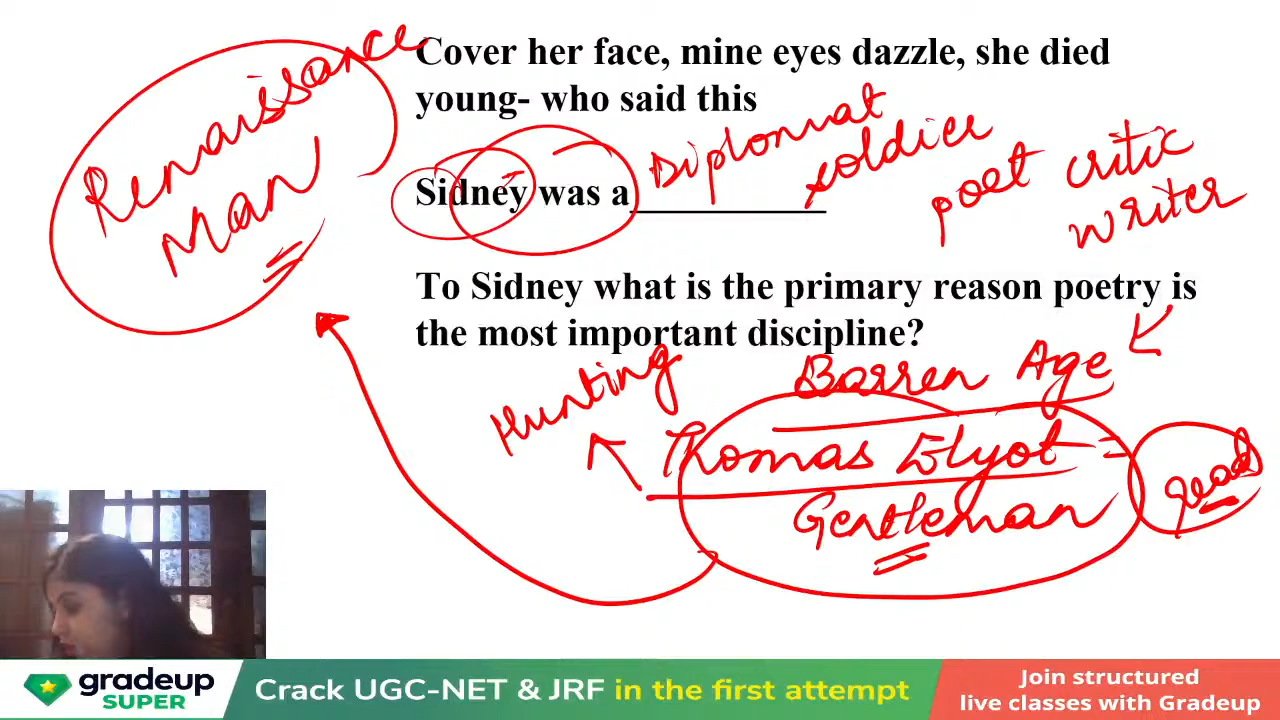 Cover her face, mine eyes dazzle, she died
young- who said this
Renaissance
Man
Sidney was a____________
Diplomat
soldier
poet critic
writer
To Sidney what is the primary reason poetry is
the most important discipline?
Barren Age
Hunting
Thomas Elyot =
Gentleman
read
gradeup
SUPER
Crack UGC-NET & JRF in the first attempt
Join structured
live classes with Gradeup